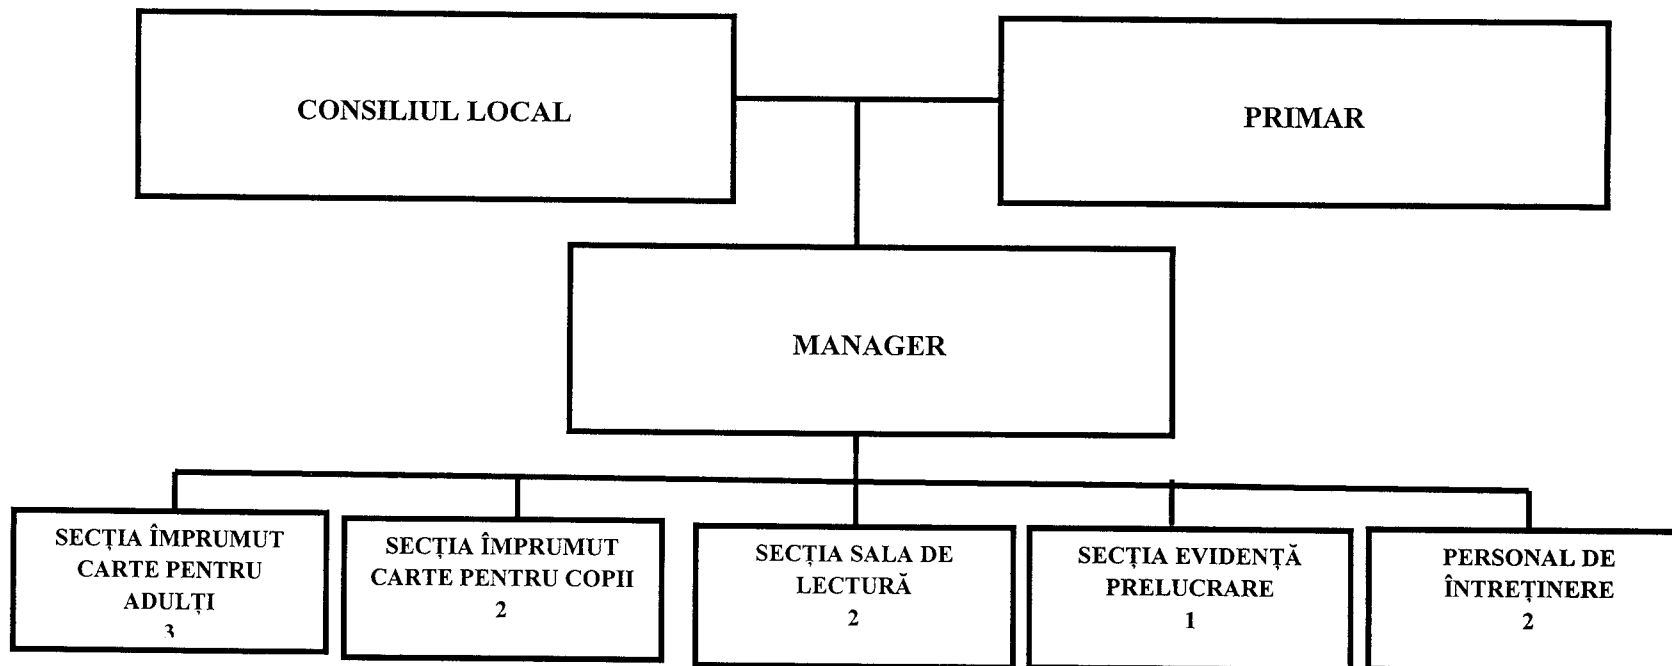 CONSILIUL LOCAL
PRIMAR
MANAGER
SECȚIA ÎMPRUMUT
CARTE PENTRU
ADULȚI
3
SECȚIA ÎMPRUMUT
CARTE PENTRU COPII
2
SECȚIA SALA DE
LECTURĂ
2
SECȚIA EVIDENȚĂ
PRELUCRARE
1
PERSONAL DE
ÎNTREȚINERE
2